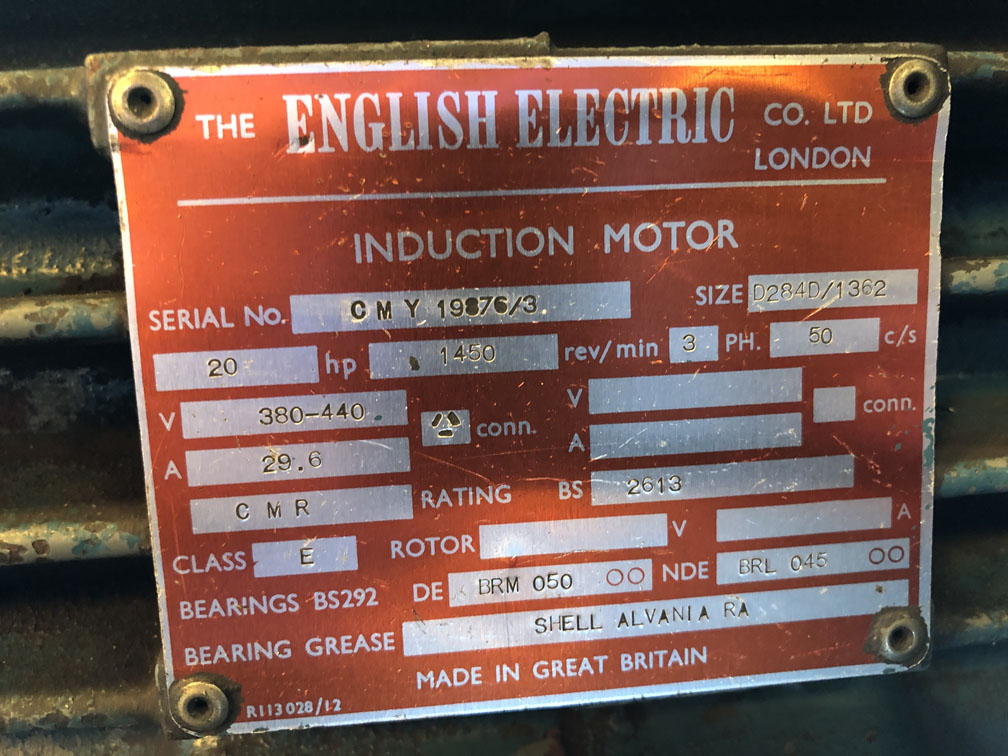 THE ENGLISH ELECTRIC CO. LTD
LONDON
INDUCTION MOTOR
SERIAL No. CMY 19876/3 SIZE D284D/1362
20 hp 1450 rev/min 3 PH. 50 c/s
V 380-440 conn. V conn.
A 29.6 A
CMR RATING BS 2613
CLASS E ROTOR V A
BEARINGS BS292 DE BRM 050 OO NDE BRL 045 OO
BEARING GREASE SHELL ALVANIA RA
MADE IN GREAT BRITAIN
R113028/12